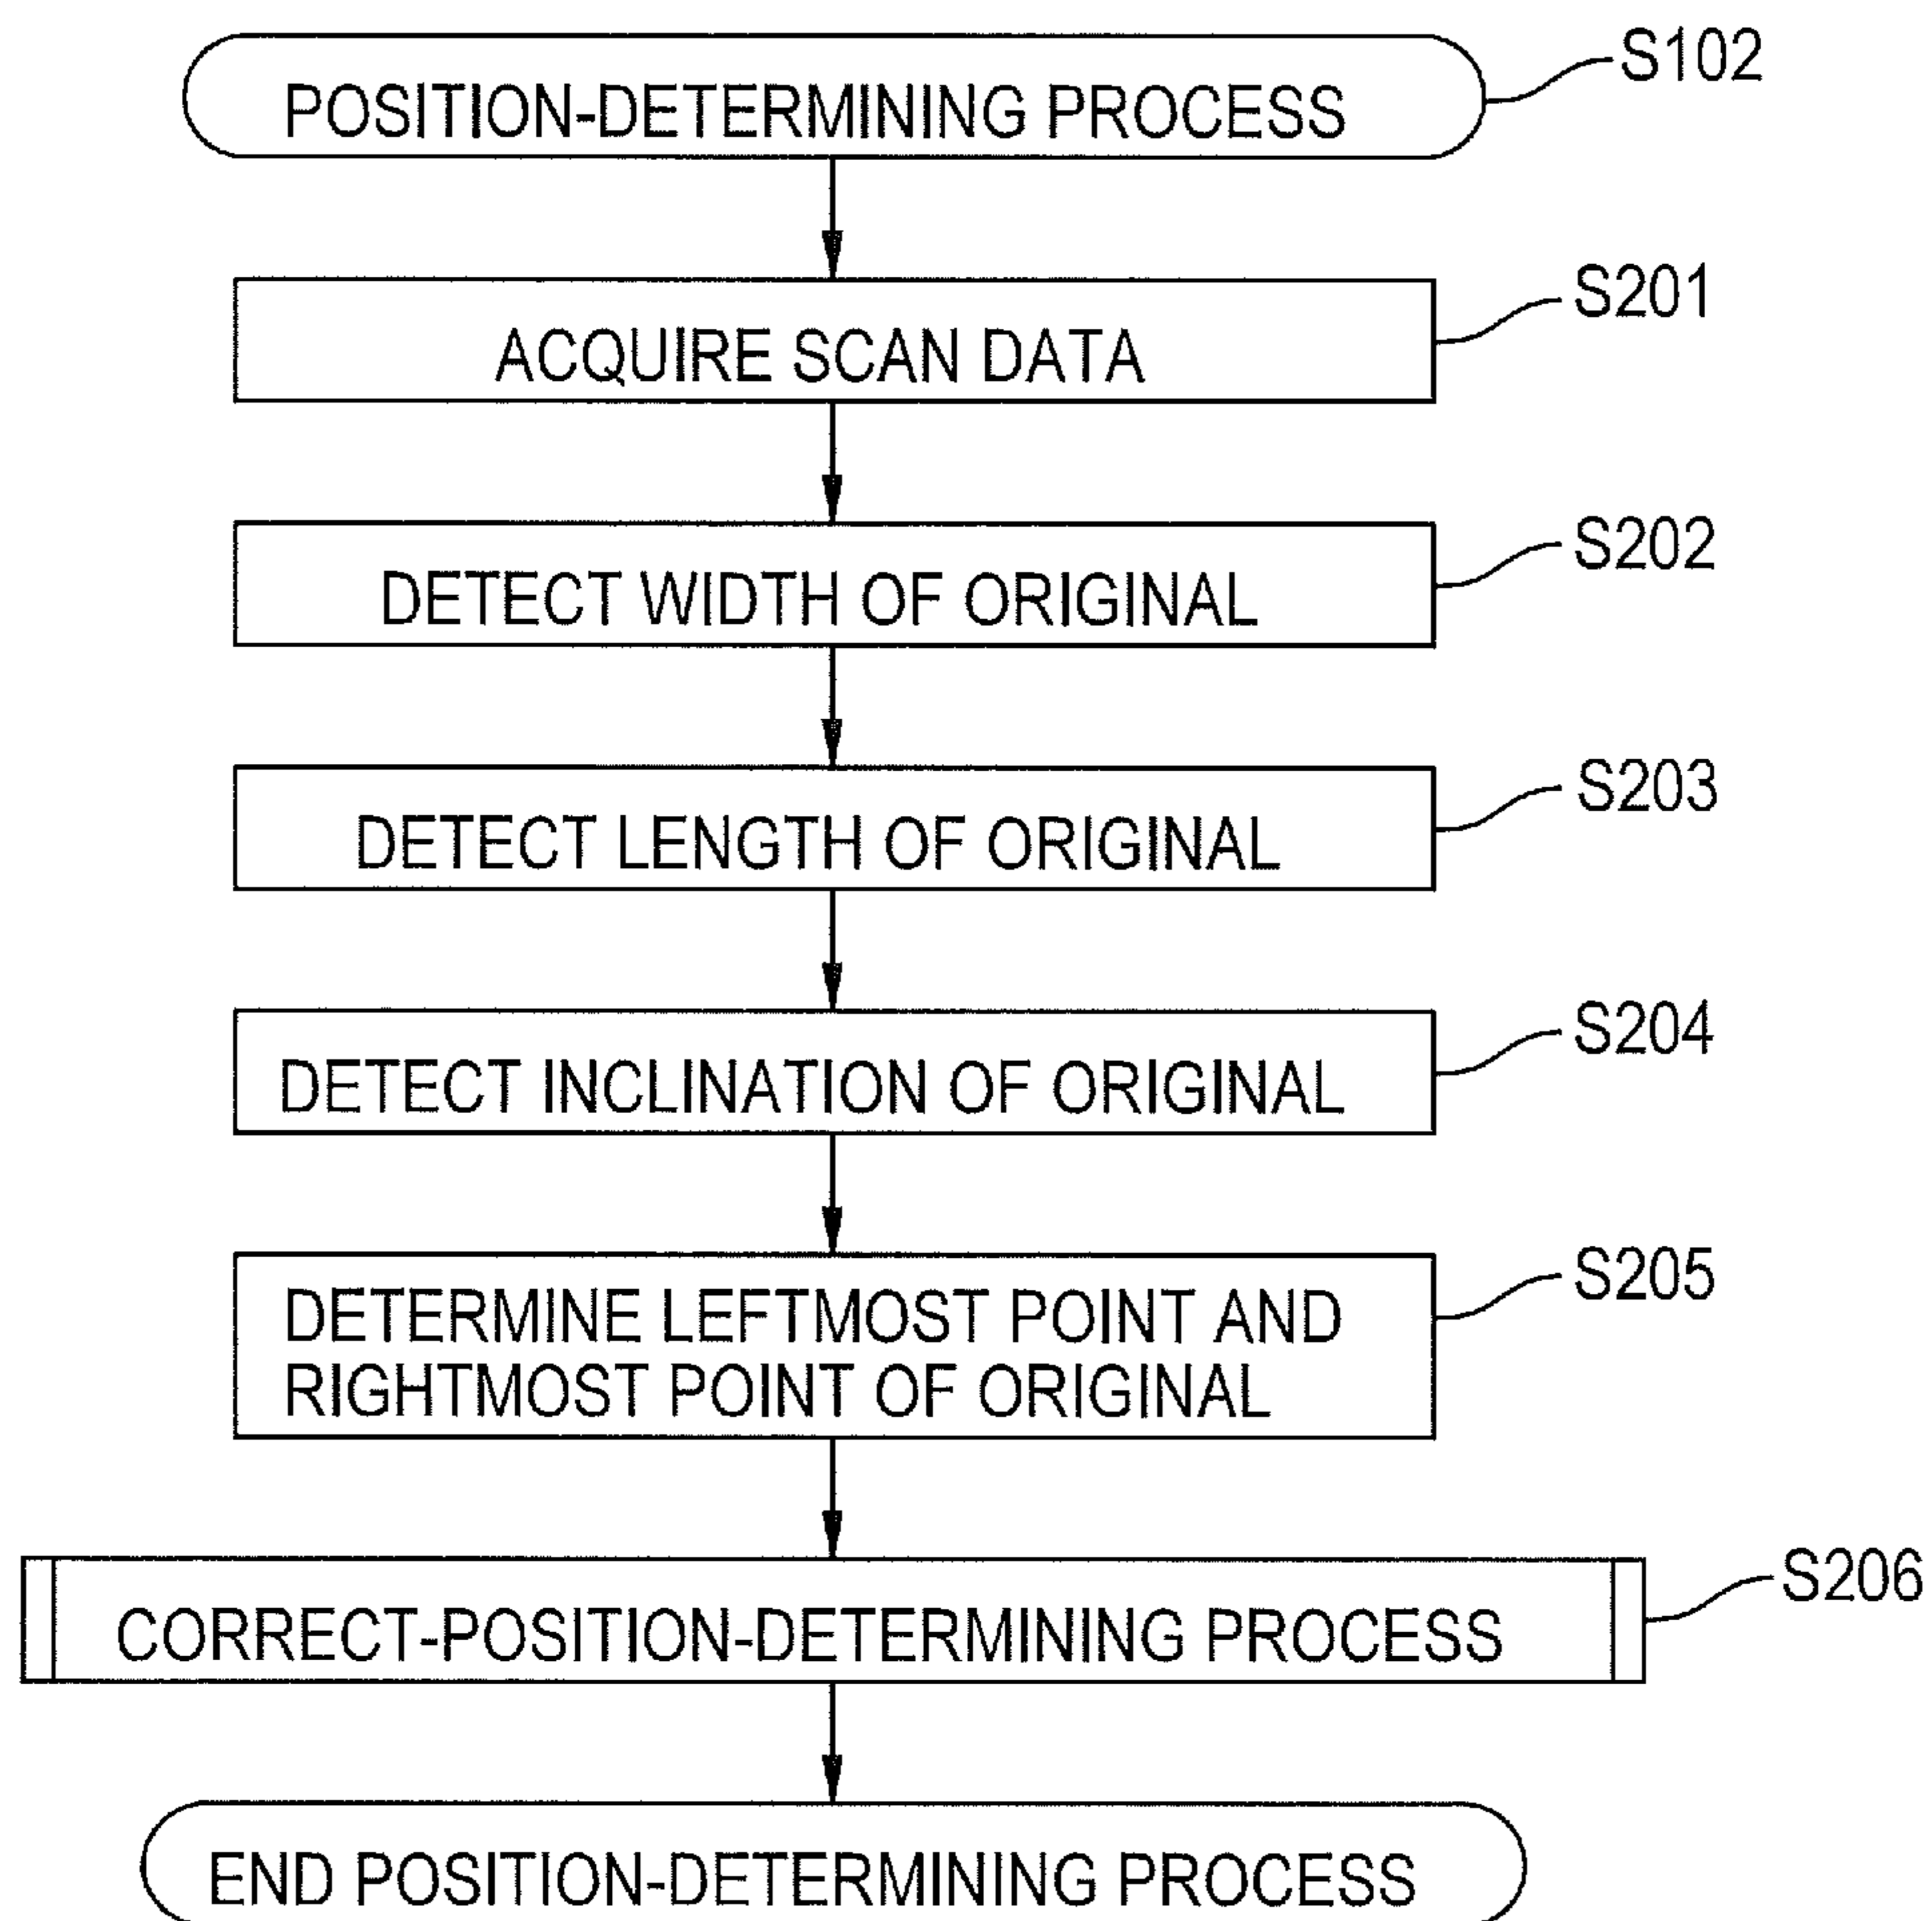 POSITION-DETERMINING PROCESS
S102
ACQUIRE SCAN DATA
S201
DETECT WIDTH OF ORIGINAL
S202
DETECT LENGTH OF ORIGINAL
S203
DETECT INCLINATION OF ORIGINAL
S204
DETERMINE LEFTMOST POINT AND
RIGHTMOST POINT OF ORIGINAL
S205
CORRECT-POSITION-DETERMINING PROCESS
S206
END POSITION-DETERMINING PROCESS